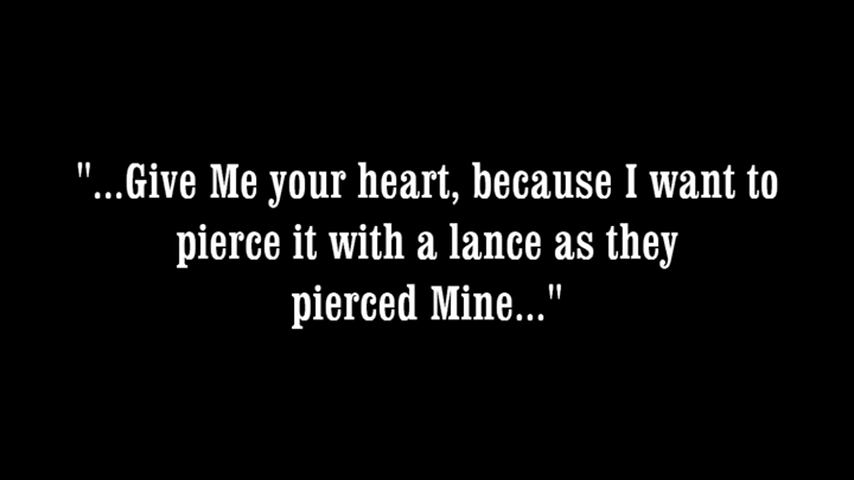 "...Give Me your heart, because I want to
pierce it with a lance as they
pierced Mine..."